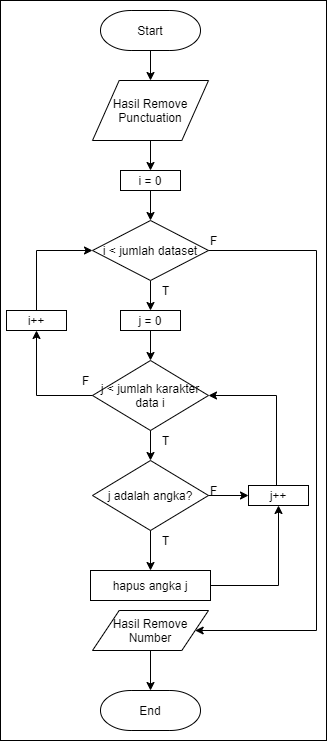 Start
Hasil Remove
Punctuation
i = 0
i < jumlah dataset
F
T
i++
j = 0
F
j < jumlah karakter
data i
T
j adalah angka?
F
j++
T
hapus angka j
Hasil Remove
Number
End